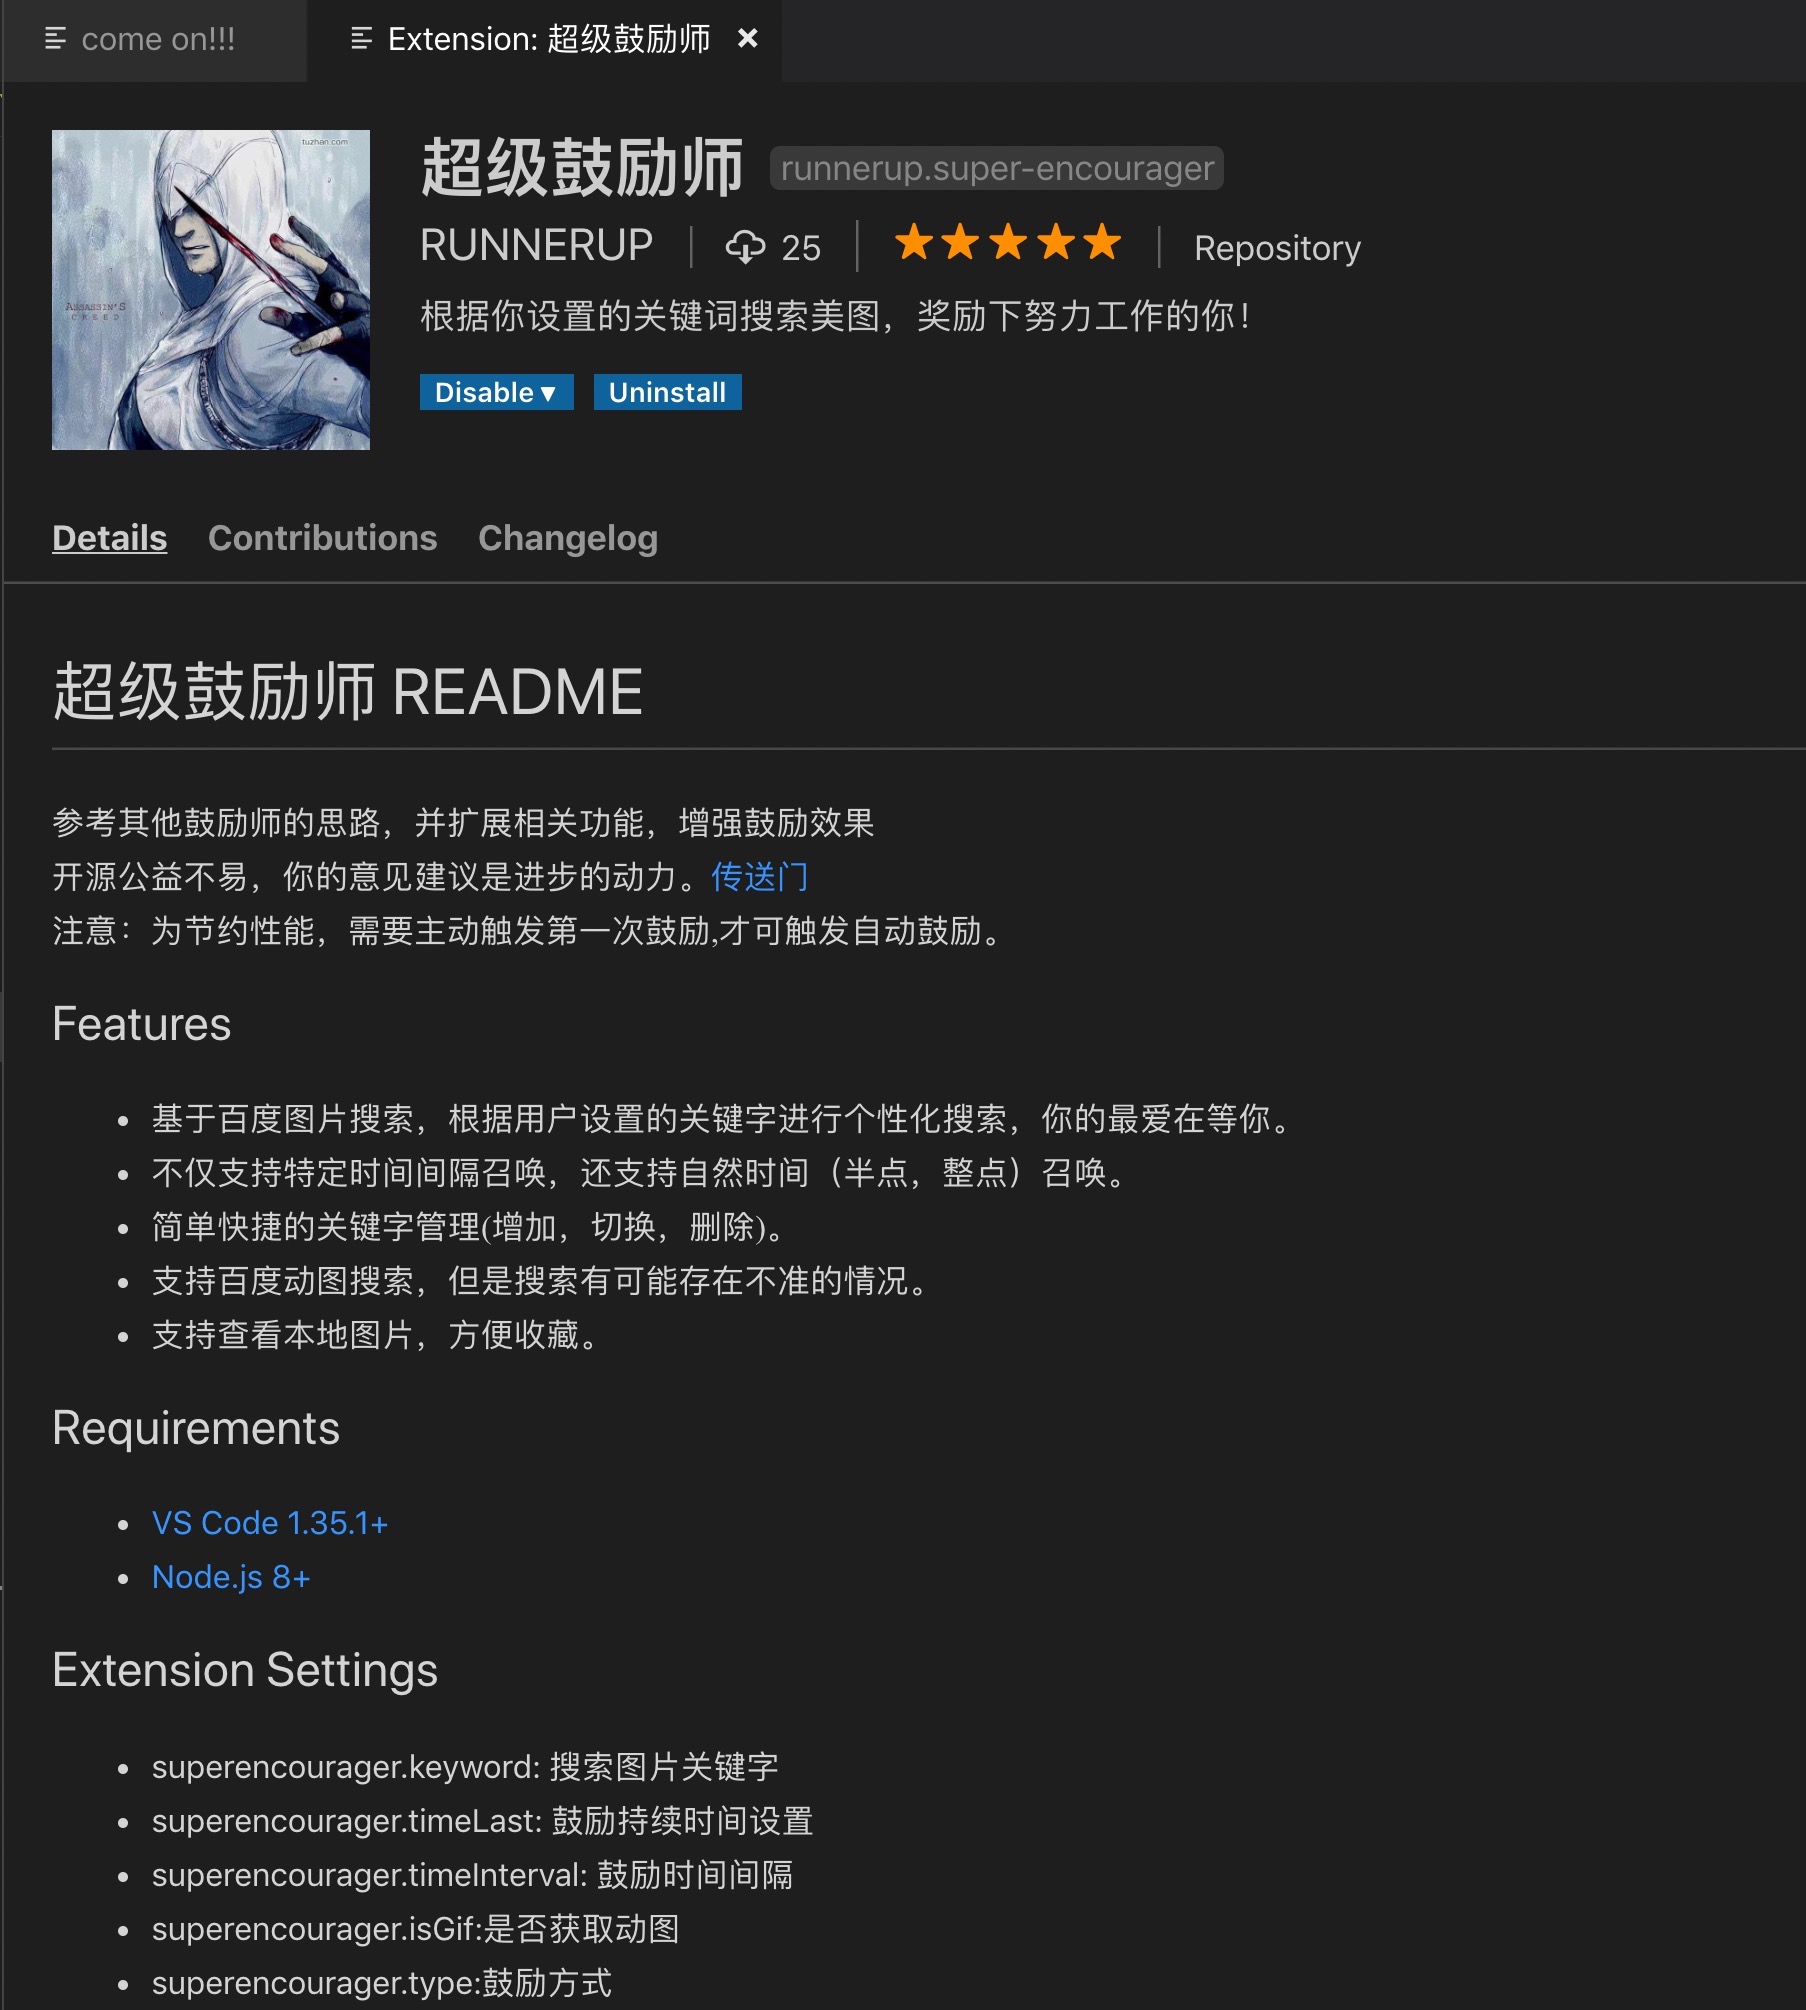 come on!!!
Extension: 超级鼓励师
tuzhan.com
ASSASSIN'S
CREED
超级鼓励师 runnerup.super-encourager
RUNNERUP 25 Repository
根据你设置的关键词搜索美图，奖励下努力工作的你！
Disable Uninstall
Details Contributions Changelog
超级鼓励师 README
参考其他鼓励师的思路，并扩展相关功能，增强鼓励效果
开源公益不易，你的意见建议是进步的动力。传送门
注意：为节约性能，需要主动触发第一次鼓励,才可触发自动鼓励。
Features
基于百度图片搜索，根据用户设置的关键字进行个性化搜索，你的最爱在等你。
不仅支持特定时间间隔召唤，还支持自然时间（半点，整点）召唤。
简单快捷的关键字管理(增加，切换，删除)。
支持百度动图搜索，但是搜索有可能存在不准的情况。
支持查看本地图片，方便收藏。
Requirements
VS Code 1.35.1+
Node.js 8+
Extension Settings
superencourager.keyword: 搜索图片关键字
superencourager.timeLast: 鼓励持续时间设置
superencourager.timeInterval: 鼓励时间间隔
superencourager.isGif:是否获取动图
superencourager.type:鼓励方式